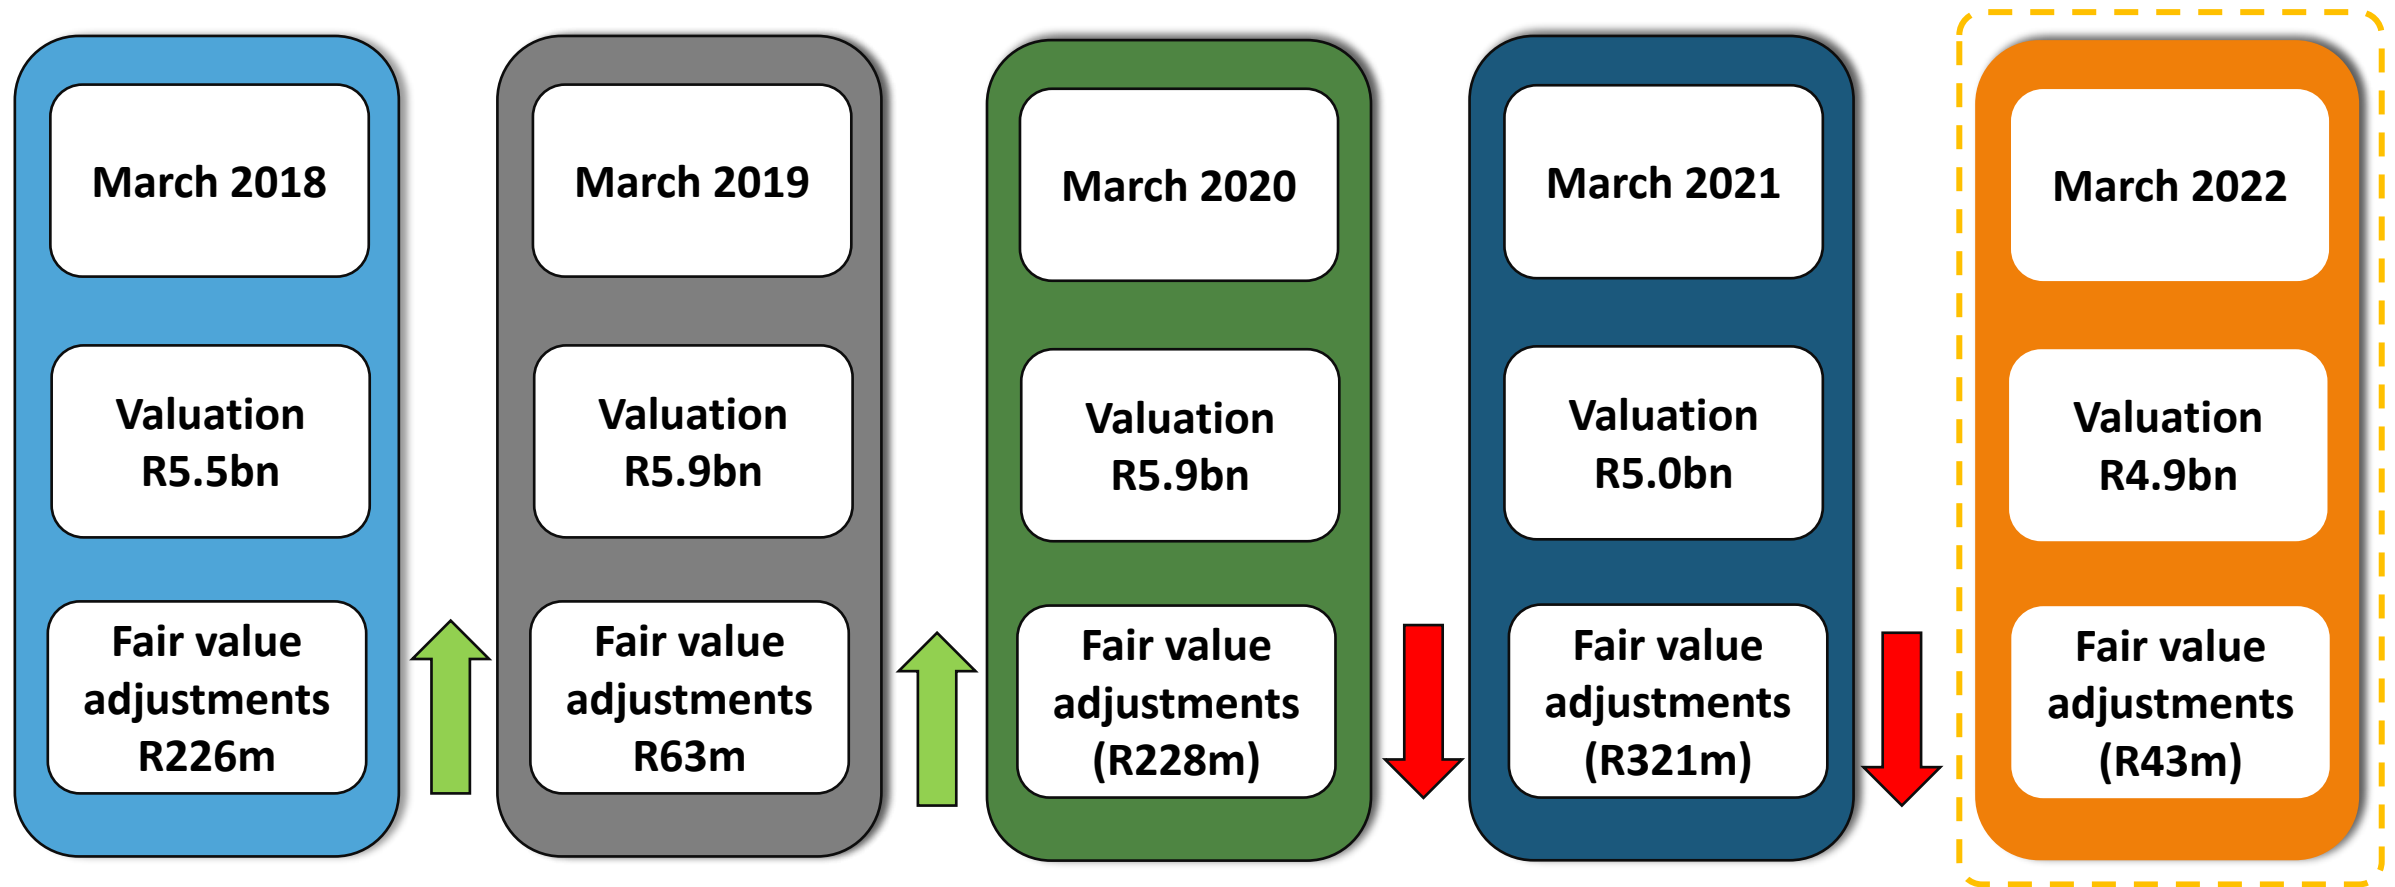 March 2018
Valuation
R5.5bn
Fair value
adjustments
R226m
March 2019
Valuation
R5.9bn
Fair value
adjustments
R63m
March 2020
Valuation
R5.9bn
Fair value
adjustments
(R228m)
March 2021
Valuation
R5.0bn
Fair value
adjustments
(R321m)
March 2022
Valuation
R4.9bn
Fair value
adjustments
(R43m)